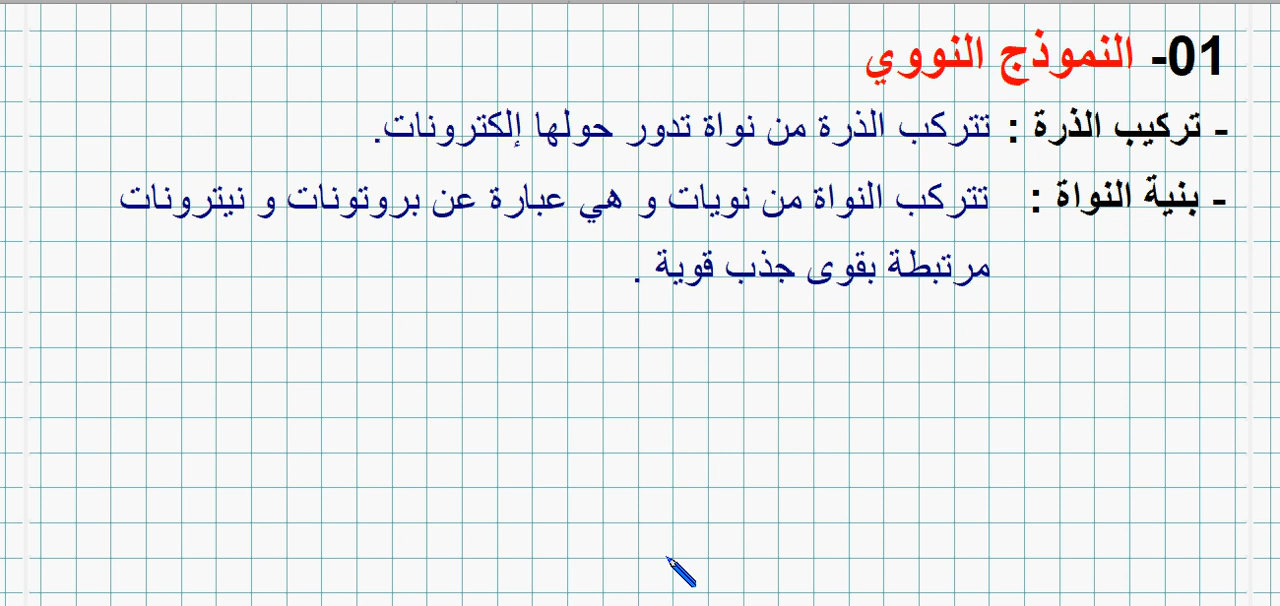 01- النموذج النووي
- تركيب الذرة : تتركب الذرة من نواة تدور حولها إلكترونات.
- بنية النواة : تتركب النواة من نويات و هي عبارة عن بروتونات و نيترونات
مرتبطة بقوى جذب قوية .